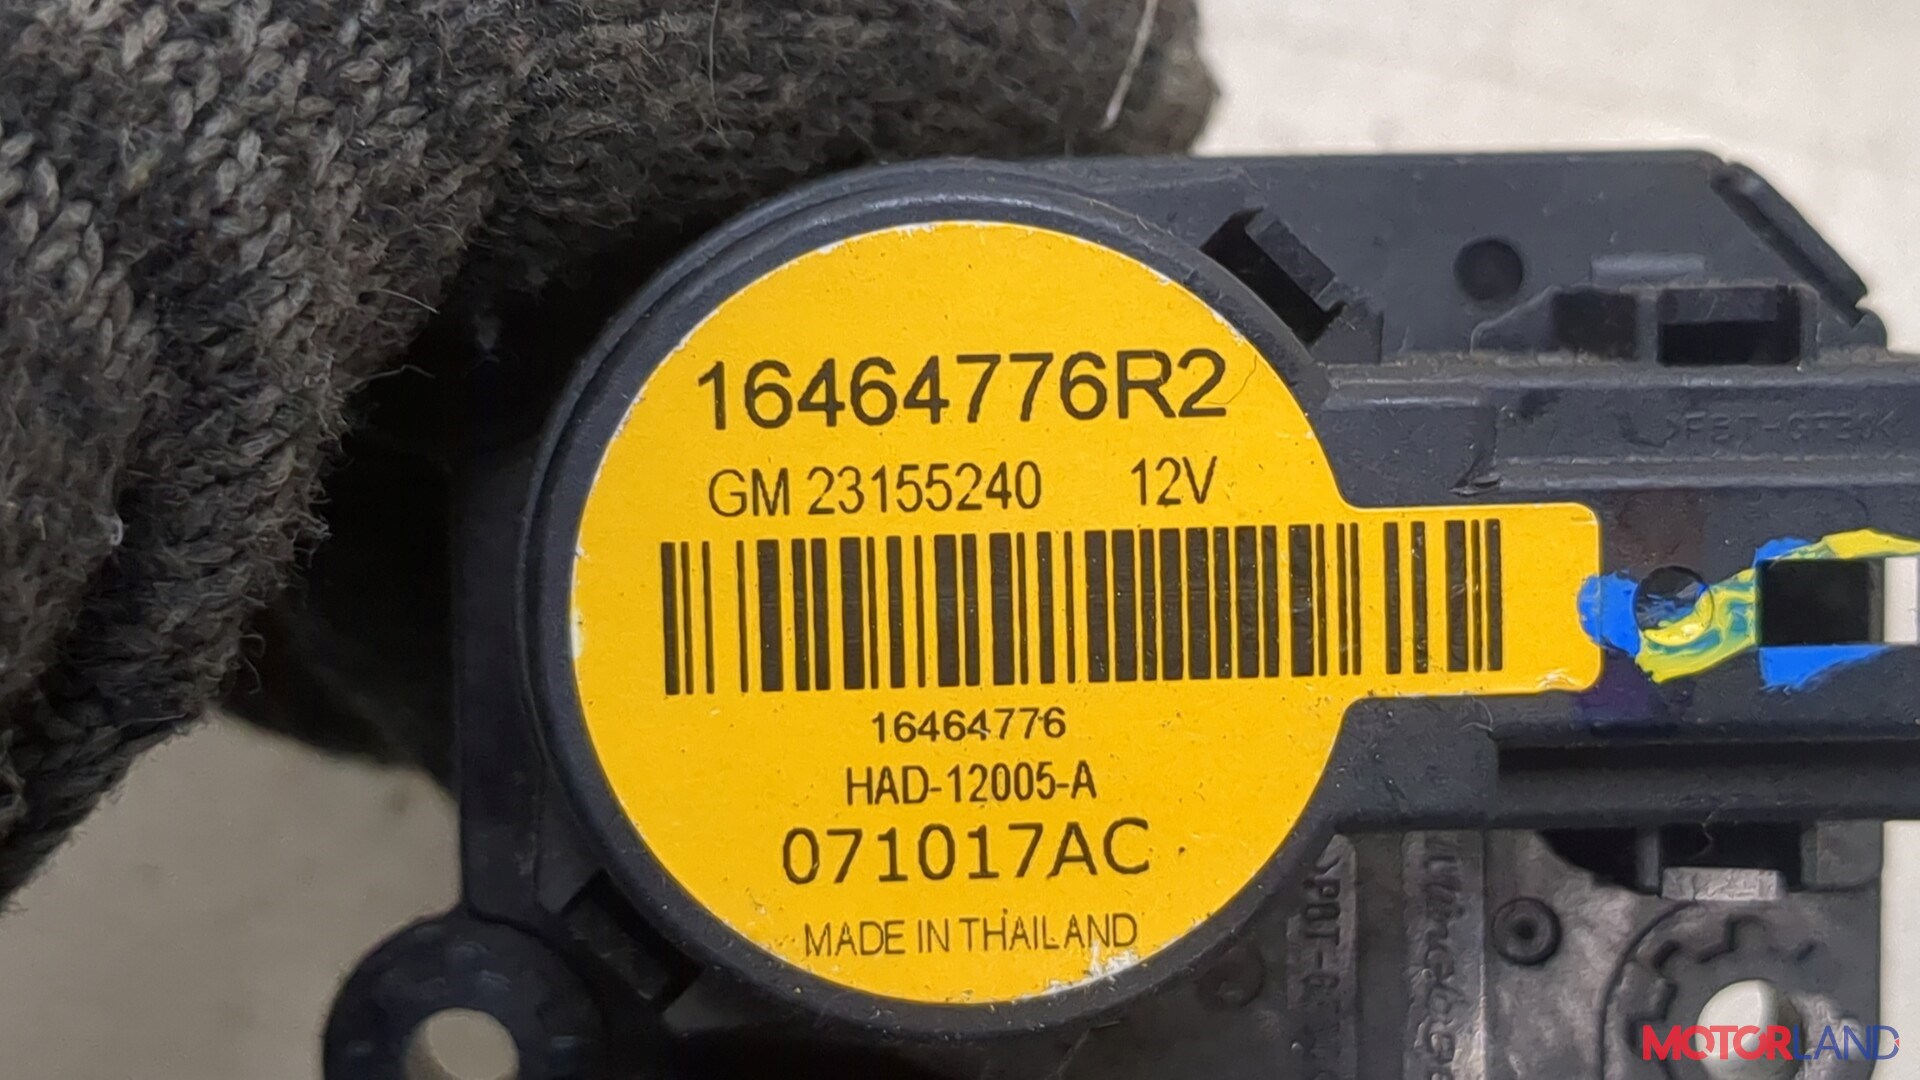 16464776R2
GM 23155240 12V
16464776
HAD-12005-A
071017AC
MADE IN THAILAND
MOTORLAND